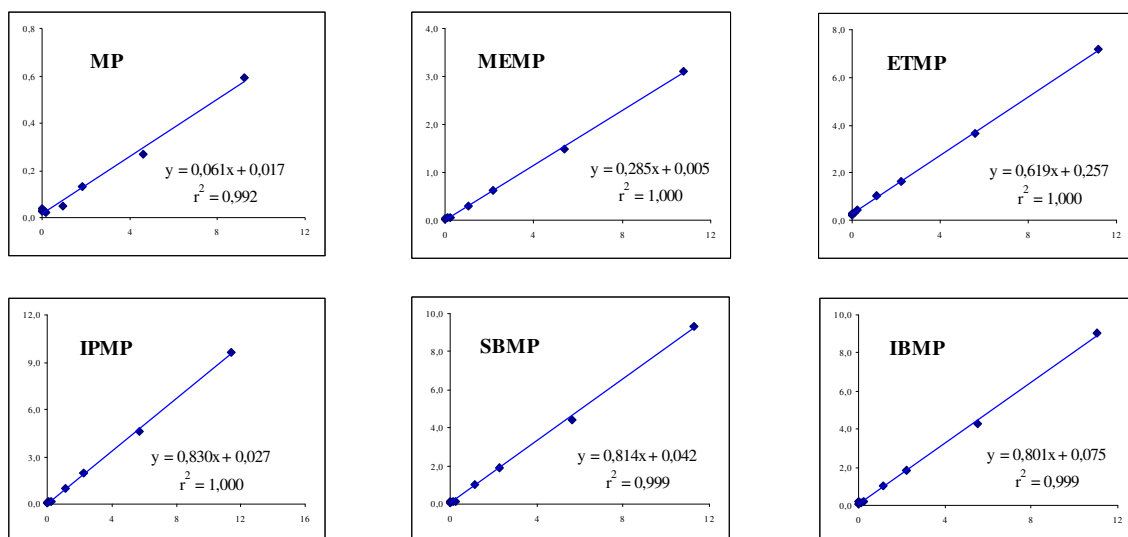 MP
0,8
0,6
0,4
0,2
0,0
y = 0,061x + 0,017
r² = 0,992
0 4 8 12
MEMP
4,0
3,0
2,0
1,0
0,0
y = 0,285x + 0,005
r² = 1,000
0 4 8 12
ETMP
8,0
6,0
4,0
2,0
0,0
y = 0,619x + 0,257
r² = 1,000
0 4 8 12
IPMP
12,0
9,0
6,0
3,0
0,0
y = 0,830x + 0,027
r² = 1,000
0 4 8 12 16
SBMP
10,0
8,0
6,0
4,0
2,0
0,0
y = 0,814x + 0,042
r² = 0,999
0 4 8 12
IBMP
10,0
8,0
6,0
4,0
2,0
0,0
y = 0,801x + 0,075
r² = 0,999
0 4 8 12